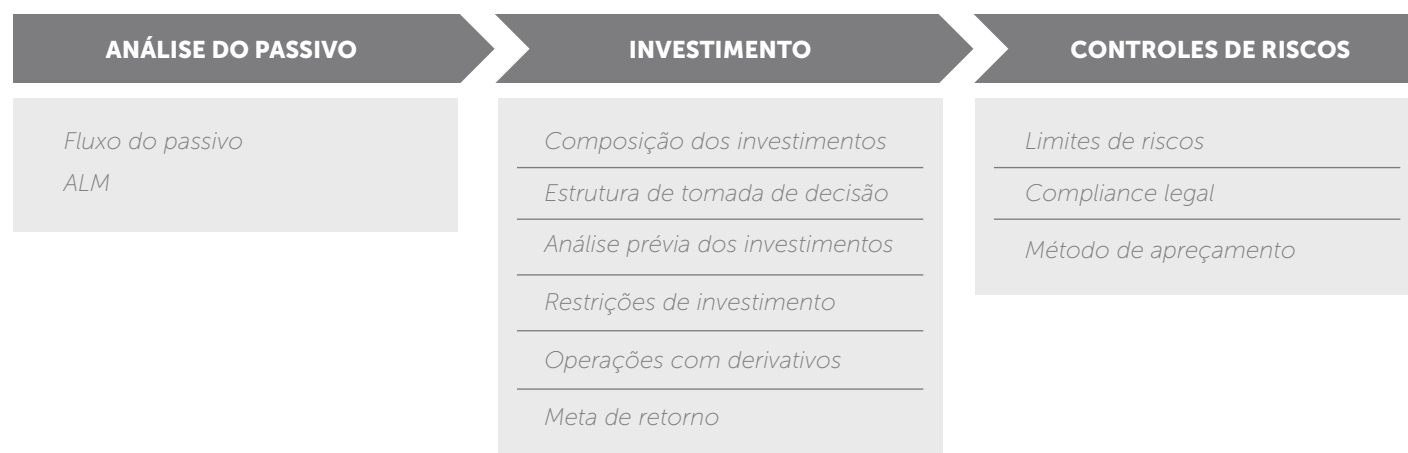 ANÁLISE DO PASSIVO
Fluxo do passivo
ALM
INVESTIMENTO
Composição dos investimentos
Estrutura de tomada de decisão
Análise prévia dos investimentos
Restrições de investimento
Operações com derivativos
Meta de retorno
CONTROLES DE RISCOS
Limites de riscos
Compliance legal
Método de apreçamento